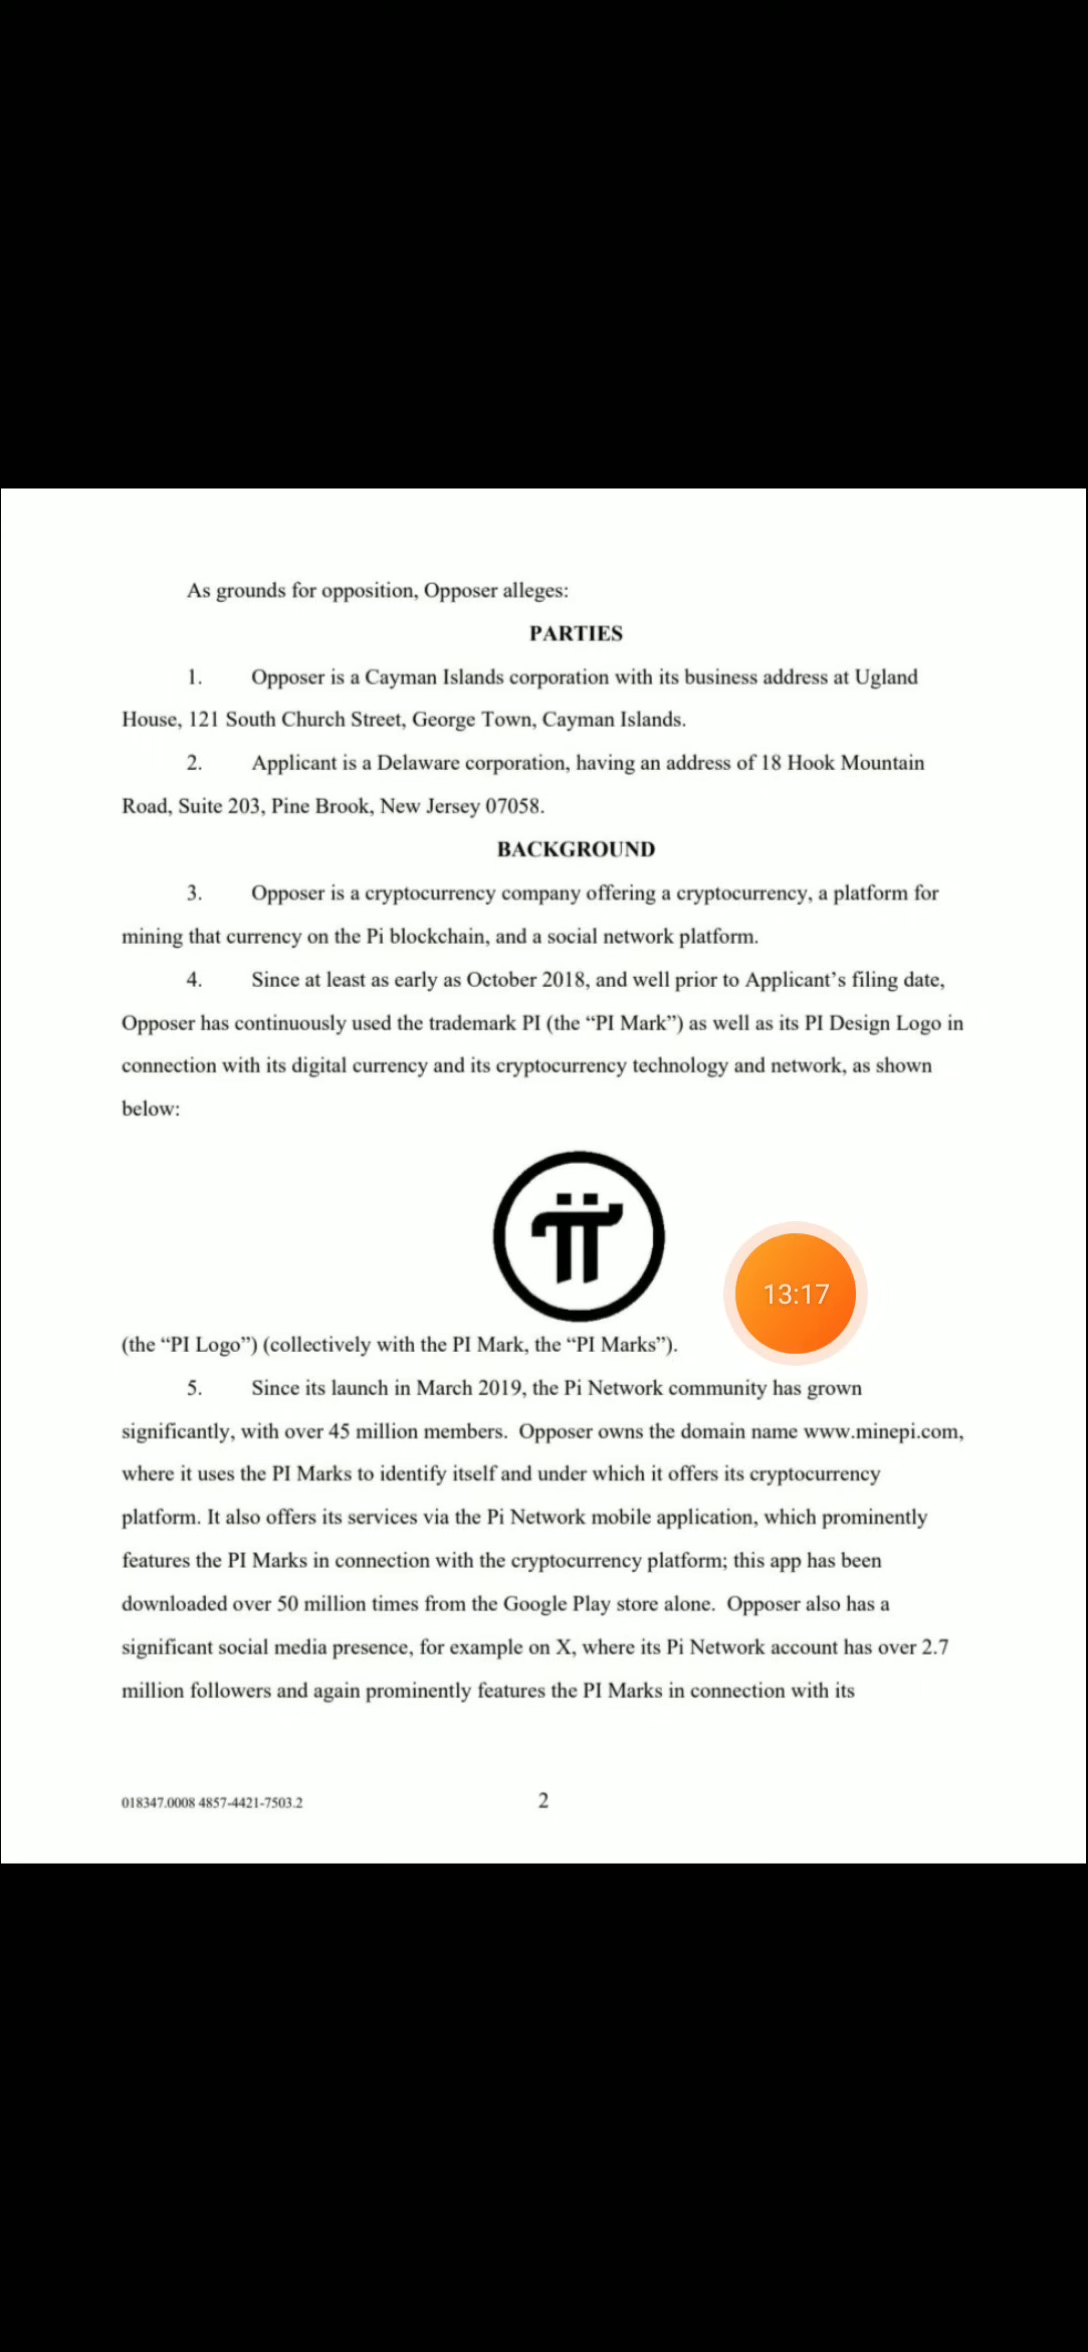 As grounds for opposition, Opposer alleges:
PARTIES
1. Opposer is a Cayman Islands corporation with its business address at Ugland
House, 121 South Church Street, George Town, Cayman Islands.
2. Applicant is a Delaware corporation, having an address of 18 Hook Mountain
Road, Suite 203, Pine Brook, New Jersey 07058.
BACKGROUND
3. Opposer is a cryptocurrency company offering a cryptocurrency, a platform for
mining that currency on the Pi blockchain, and a social network platform.
4. Since at least as early as October 2018, and well prior to Applicant’s filing date,
Opposer has continuously used the trademark PI (the “PI Mark”) as well as its PI Design Logo in
connection with its digital currency and its cryptocurrency technology and network, as shown
below:
13:17
(the “PI Logo”) (collectively with the PI Mark, the “PI Marks”).
5. Since its launch in March 2019, the Pi Network community has grown
significantly, with over 45 million members. Opposer owns the domain name www.minepi.com,
where it uses the PI Marks to identify itself and under which it offers its cryptocurrency
platform. It also offers its services via the Pi Network mobile application, which prominently
features the PI Marks in connection with the cryptocurrency platform; this app has been
downloaded over 50 million times from the Google Play store alone. Opposer also has a
significant social media presence, for example on X, where its Pi Network account has over 2.7
million followers and again prominently features the PI Marks in connection with its
018347.0008 4857-4421-7503.2
2